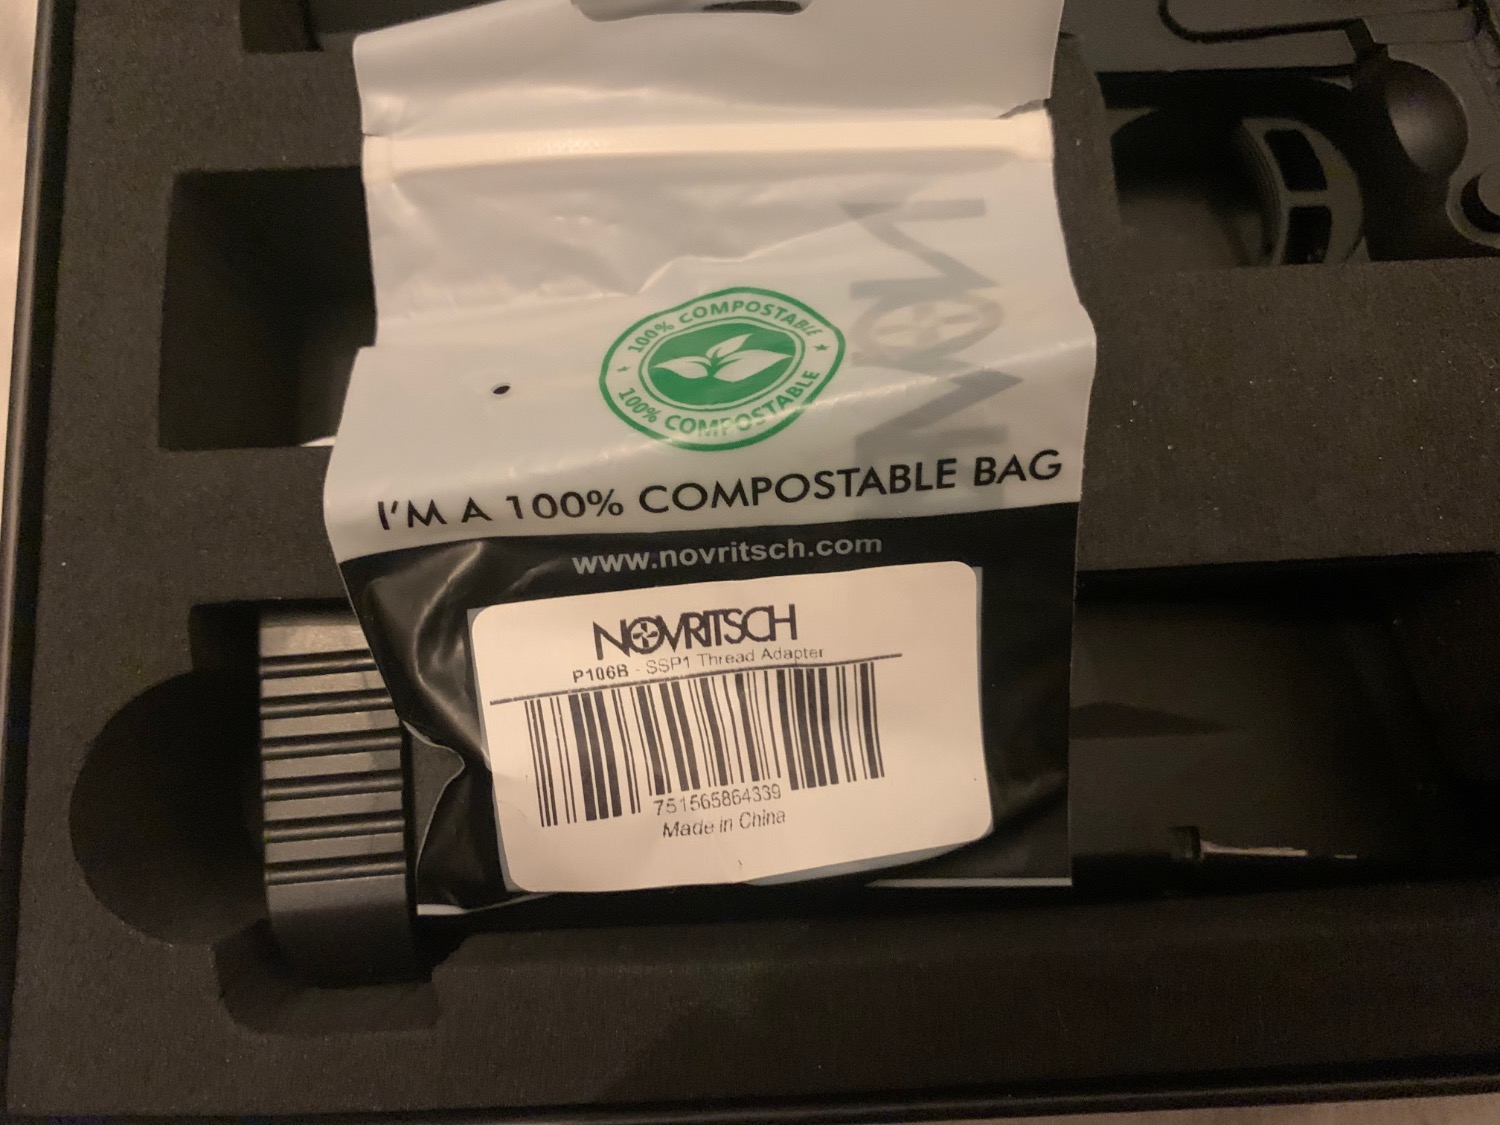 NOVR
100% COMPOSTABLE
100% COMPOSTABLE
I'M A 100% COMPOSTABLE BAG
www.novritsch.com
NOVRITSCH
P106B - SSP1 Thread Adapter
751565864339
Made in China